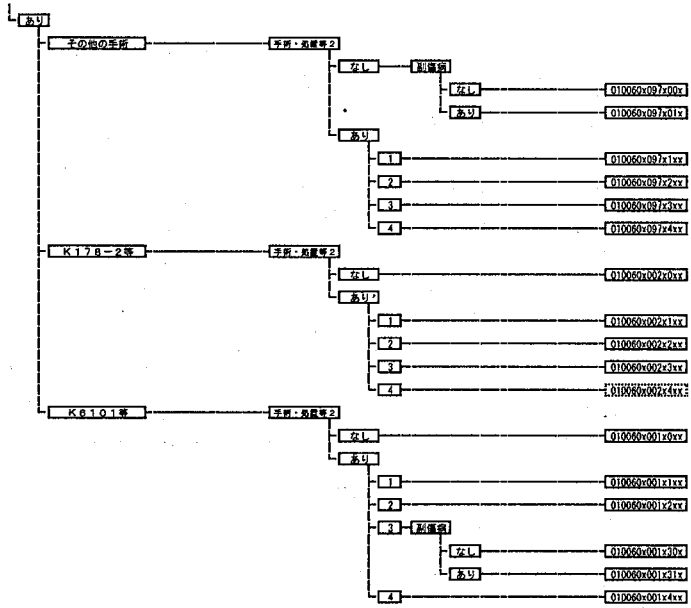 あり
その他の手術 手術・処置等2
なし 副傷病
なし 010060x097x00x
あり 010060x097x01x
あり
1 010060x097x1xx
2 010060x097x2xx
3 010060x097x3xx
4 010060x097x4xx
K178-2等 手術・処置等2
なし 010060x002x0xx
あり
1 010060x002x1xx
2 010060x002x2xx
3 010060x002x3xx
4 010060x002x4xx
K6101等 手術・処置等2
なし 010060x001x0xx
あり
1 010060x001x1xx
2 010060x001x2xx
3 副傷病
なし 010060x001x30x
あり 010060x001x31x
4 010060x001x4xx